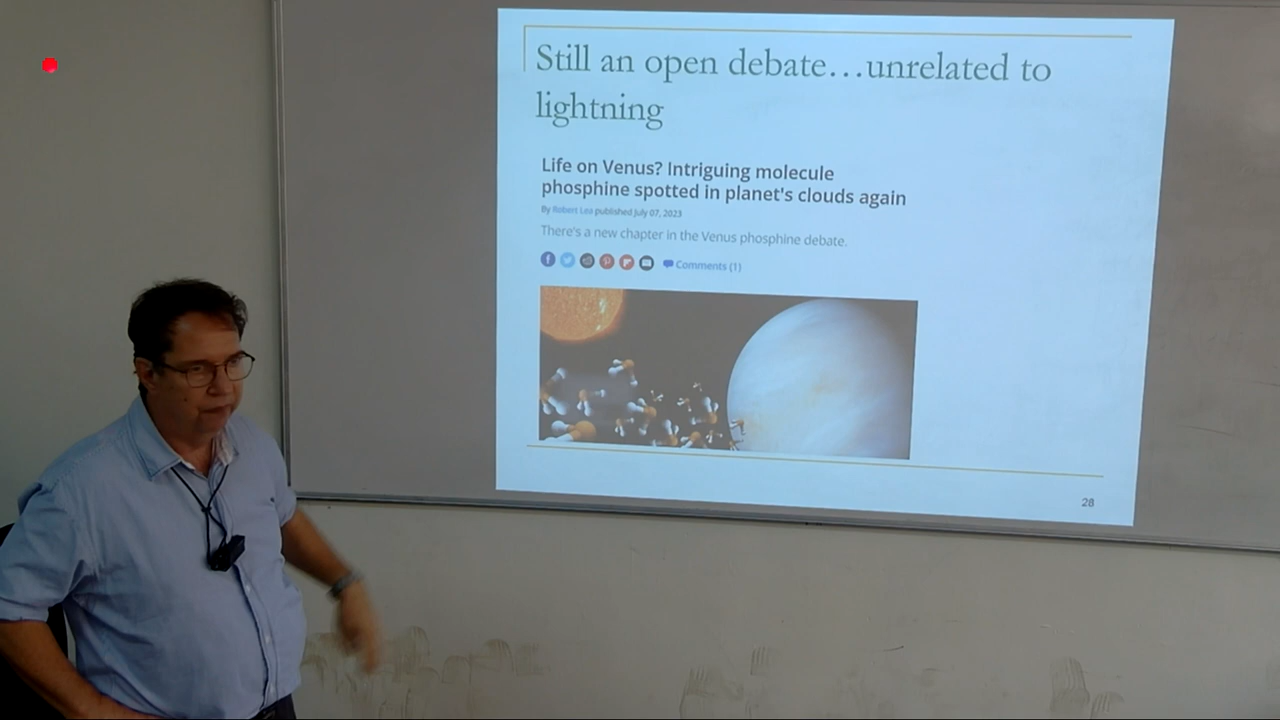 Still an open debate...unrelated to
lightning
Life on Venus? Intriguing molecule
phosphine spotted in planet's clouds again
By Robert Lea published July 07, 2023
There's a new chapter in the Venus phosphine debate.
Comments (1)
28